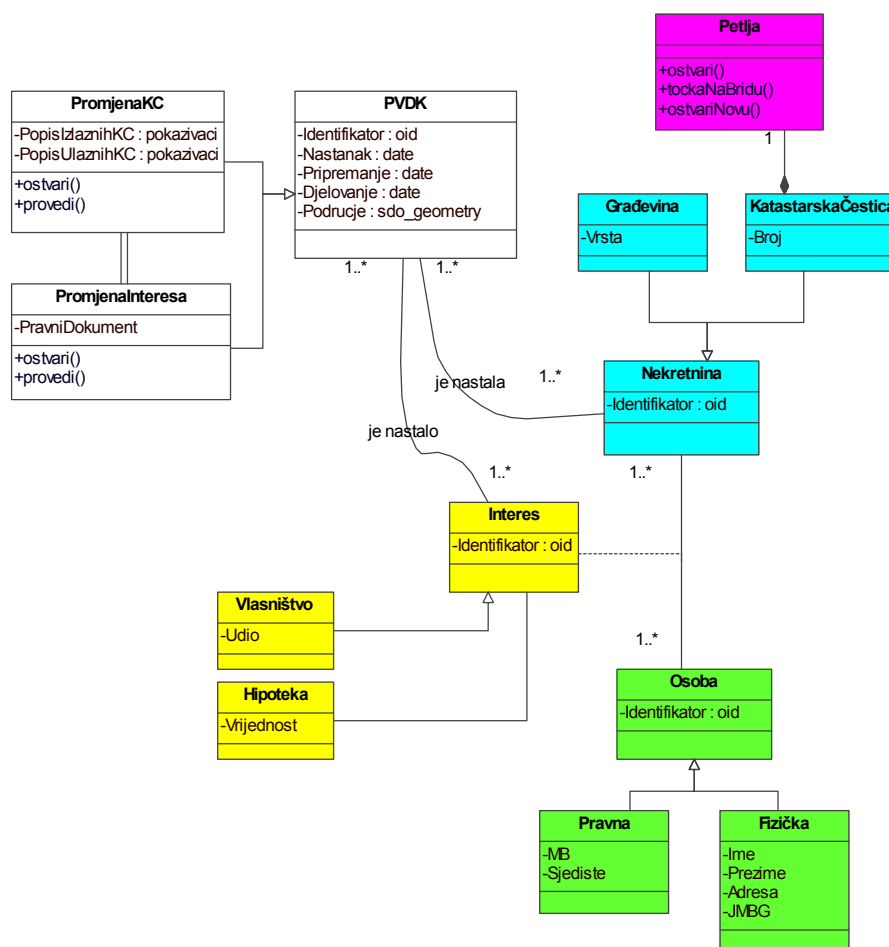 Petlja
+ostvari()
+tockaNaBridu()
+ostvariNovu()
1
PromjenaKC
-PopisIzlaznihKC : pokazivaci
-PopisUlaznihKC : pokazivaci
+ostvari()
+provedi()
PVDK
-Identifikator : oid
-Nastanak : date
-Pripremanje : date
-Djelovanje : date
-Podrucje : sdo_geometry
1..*
1..*
Građevina
-Vrsta
KatastarskaČestica
-Broj
PromjenaInteresa
-PravniDokument
+ostvari()
+provedi()
je nastala
1..*
Nekretnina
-Identifikator : oid
je nastalo
1..*
1..*
Interes
-Identifikator : oid
Vlasništvo
-Udio
Hipoteka
-Vrijednost
1..*
Osoba
-Identifikator : oid
Pravna
-MB
-Sjediste
Fizička
-Ime
-Prezime
-Adresa
-JMBG